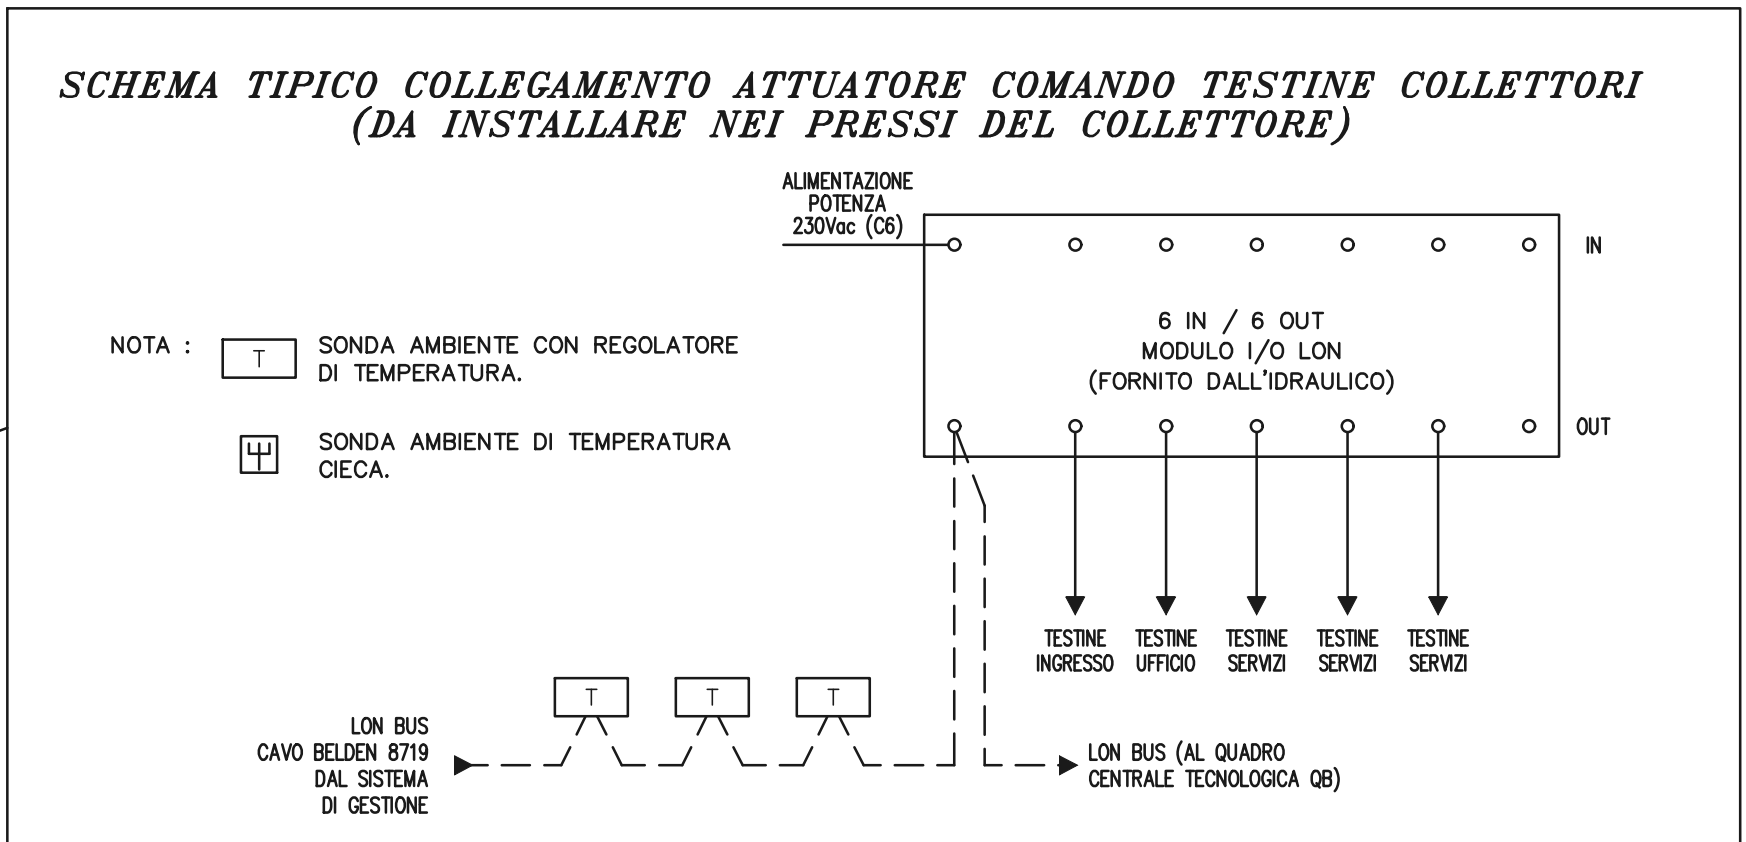 SCHEMA TIPICO COLLEGAMENTO ATTUATORE COMANDO TESTINE COLLETTORI
(DA INSTALLARE NEI PRESSI DEL COLLETTORE)
ALIMENTAZIONE
POTENZA
230Vac (C6)
IN
6 IN / 6 OUT
MODULO I/O LON
(FORNITO DALL'IDRAULICO)
OUT
NOTA :
T
SONDA AMBIENTE CON REGOLATORE
DI TEMPERATURA.
SONDA AMBIENTE DI TEMPERATURA
CIECA.
TESTINE
INGRESSO
TESTINE
UFFICIO
TESTINE
SERVIZI
TESTINE
SERVIZI
TESTINE
SERVIZI
T
T
T
LON BUS
CAVO BELDEN 8719
DAL SISTEMA
DI GESTIONE
LON BUS (AL QUADRO
CENTRALE TECNOLOGICA QB)